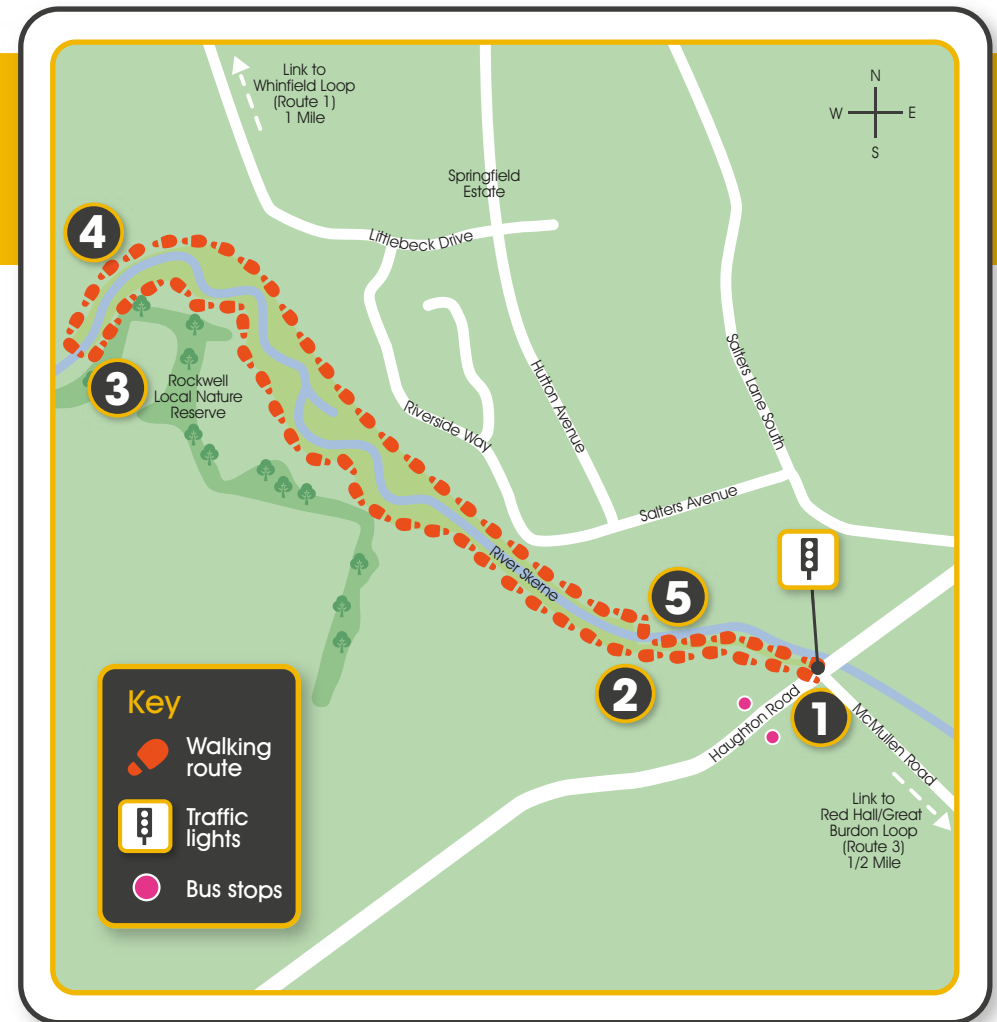 Link to
Whinfield Loop
(Route 1)
1 Mile
N
W E
S
Springfield
Estate
4
Littlebeck Drive
3
Rockwell
Local Nature
Reserve
Riverside Way
Hutton Avenue
Salters Lane South
Salters Avenue
River Skerne
5
2
1
Haughton Road
McMullen Road
Link to
Red Hall/Great
Burdon Loop
(Route 3)
1/2 Mile
Key
Walking
route
Traffic
lights
Bus stops